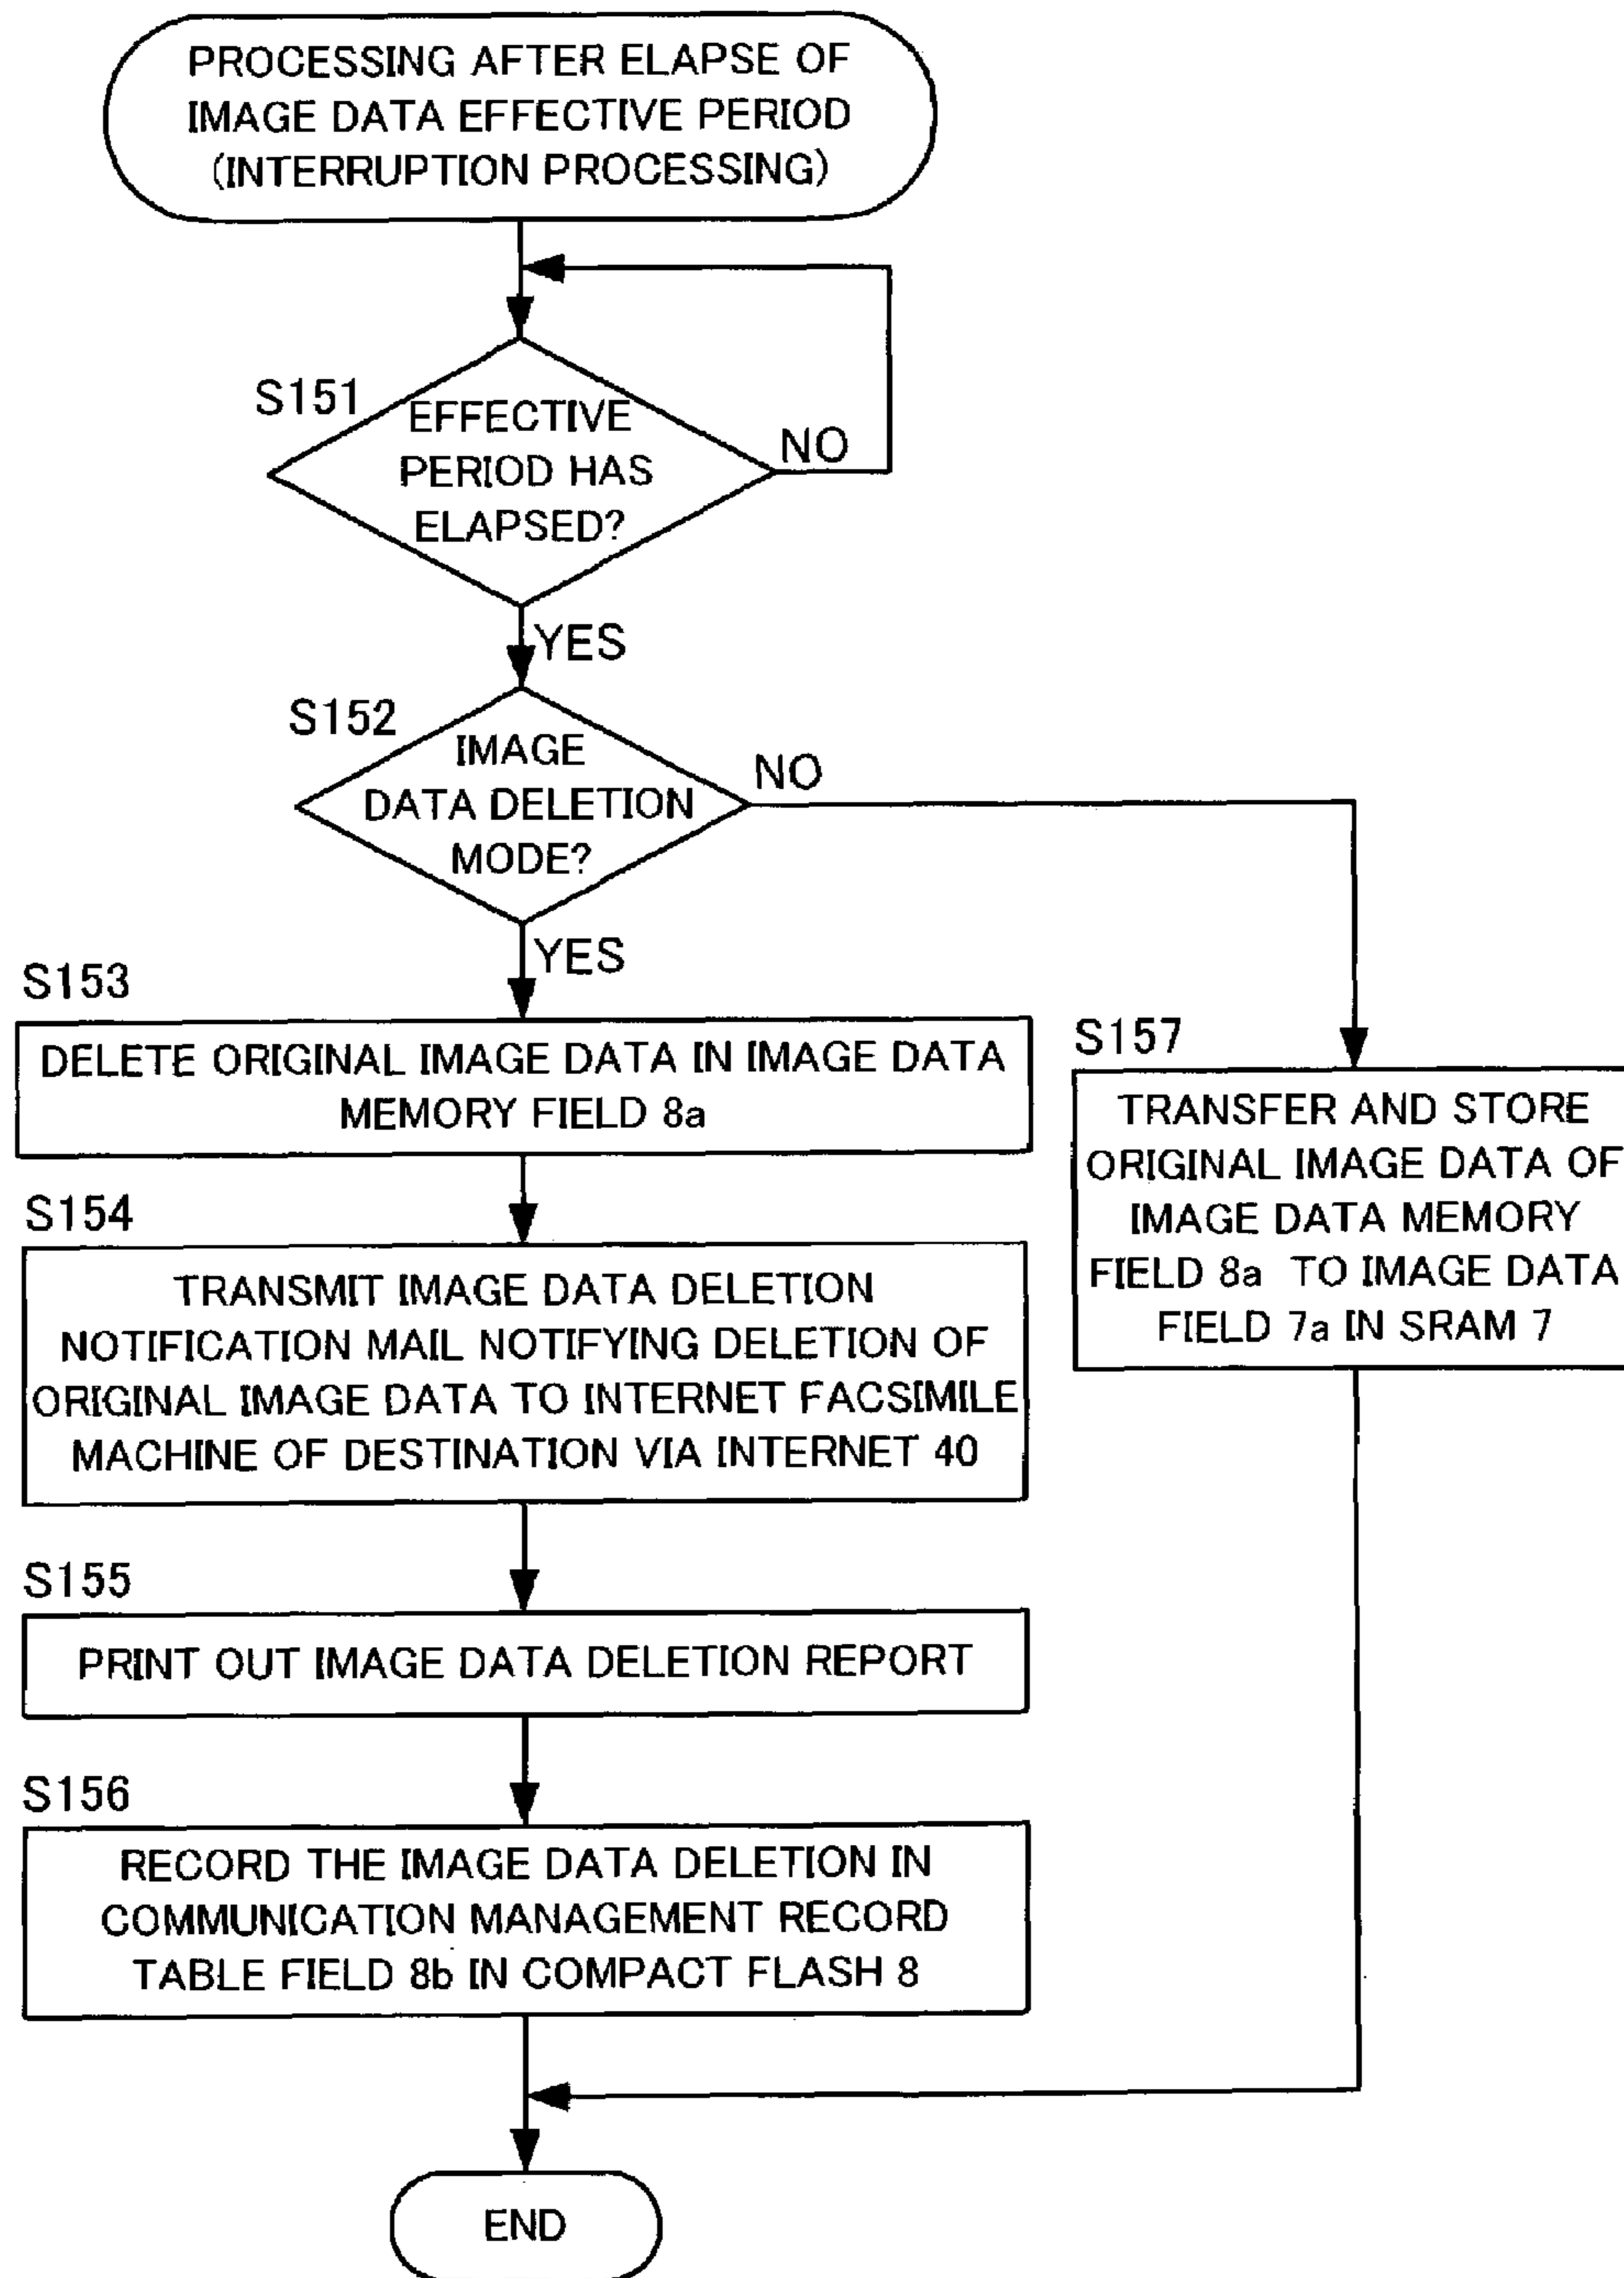 PROCESSING AFTER ELAPSE OF
IMAGE DATA EFFECTIVE PERIOD
(INTERRUPTION PROCESSING)
S151
EFFECTIVE
PERIOD HAS
ELAPSED?
NO
YES
S152
IMAGE
DATA DELETION
MODE?
NO
YES
S153
DELETE ORIGINAL IMAGE DATA IN IMAGE DATA
MEMORY FIELD 8a
S157
TRANSFER AND STORE
ORIGINAL IMAGE DATA OF
IMAGE DATA MEMORY
FIELD 8a TO IMAGE DATA
FIELD 7a IN SRAM 7
S154
TRANSMIT IMAGE DATA DELETION
NOTIFICATION MAIL NOTIFYING DELETION OF
ORIGINAL IMAGE DATA TO INTERNET FACSIMILE
MACHINE OF DESTINATION VIA INTERNET 40
S155
PRINT OUT IMAGE DATA DELETION REPORT
S156
RECORD THE IMAGE DATA DELETION IN
COMMUNICATION MANAGEMENT RECORD
TABLE FIELD 8b IN COMPACT FLASH 8
END